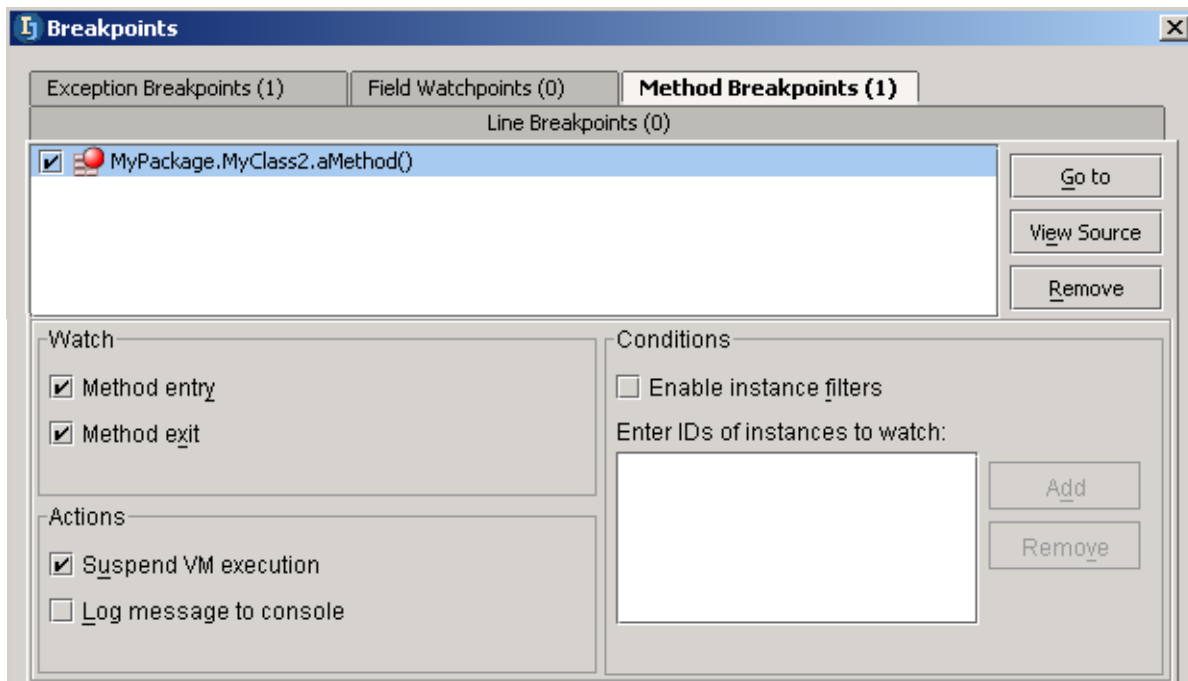 Breakpoints
Exception Breakpoints (1)
Field Watchpoints (0)
Method Breakpoints (1)
Line Breakpoints (0)
MyPackage.MyClass2.aMethod()
Go to
View Source
Remove
Watch
Method entry
Method exit
Actions
Suspend VM execution
Log message to console
Conditions
Enable instance filters
Enter IDs of instances to watch:
Add
Remove